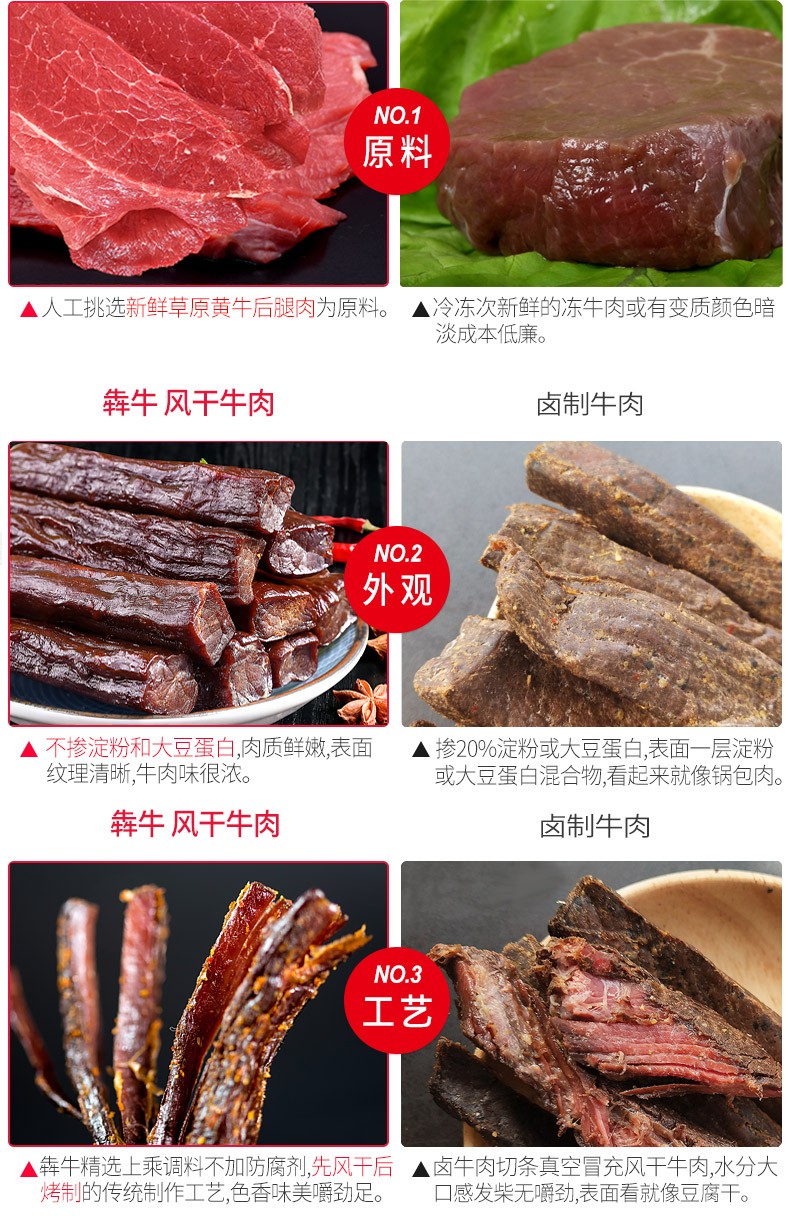 NO.1
原料
▲人工挑选新鲜草原黄牛后腿肉为原料。
▲冷冻次新鲜的冻牛肉或有变质颜色暗
淡成本低廉。
犇牛 风干牛肉
卤制牛肉
NO.2
外观
▲ 不掺淀粉和大豆蛋白,肉质鲜嫩,表面
纹理清晰,牛肉味很浓。
▲ 掺20%淀粉或大豆蛋白,表面一层淀粉
或大豆蛋白混合物,看起来就像锅包肉。
犇牛 风干牛肉
卤制牛肉
NO.3
工艺
▲犇牛精选上乘调料不加防腐剂,先风干后
烤制的传统制作工艺,色香味美嚼劲足。
▲卤牛肉切条真空冒充风干牛肉,水分大
口感发柴无嚼劲,表面看就像豆腐干。